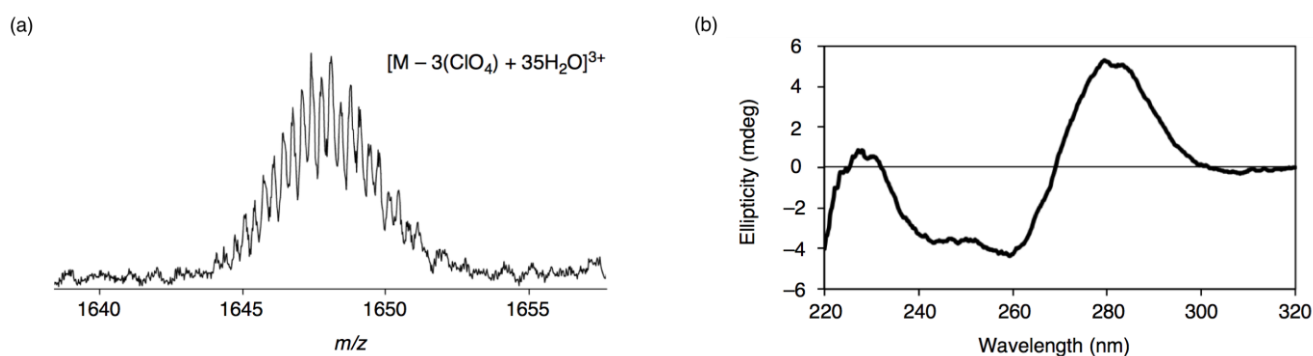 (a)
[M – 3(ClO₄) + 35H₂O]³⁺
1640
1645
1650
1655
m/z
(b)
Ellipticity (mdeg)
6
4
2
0
–2
–4
–6
220
240
260
280
300
320
Wavelength (nm)